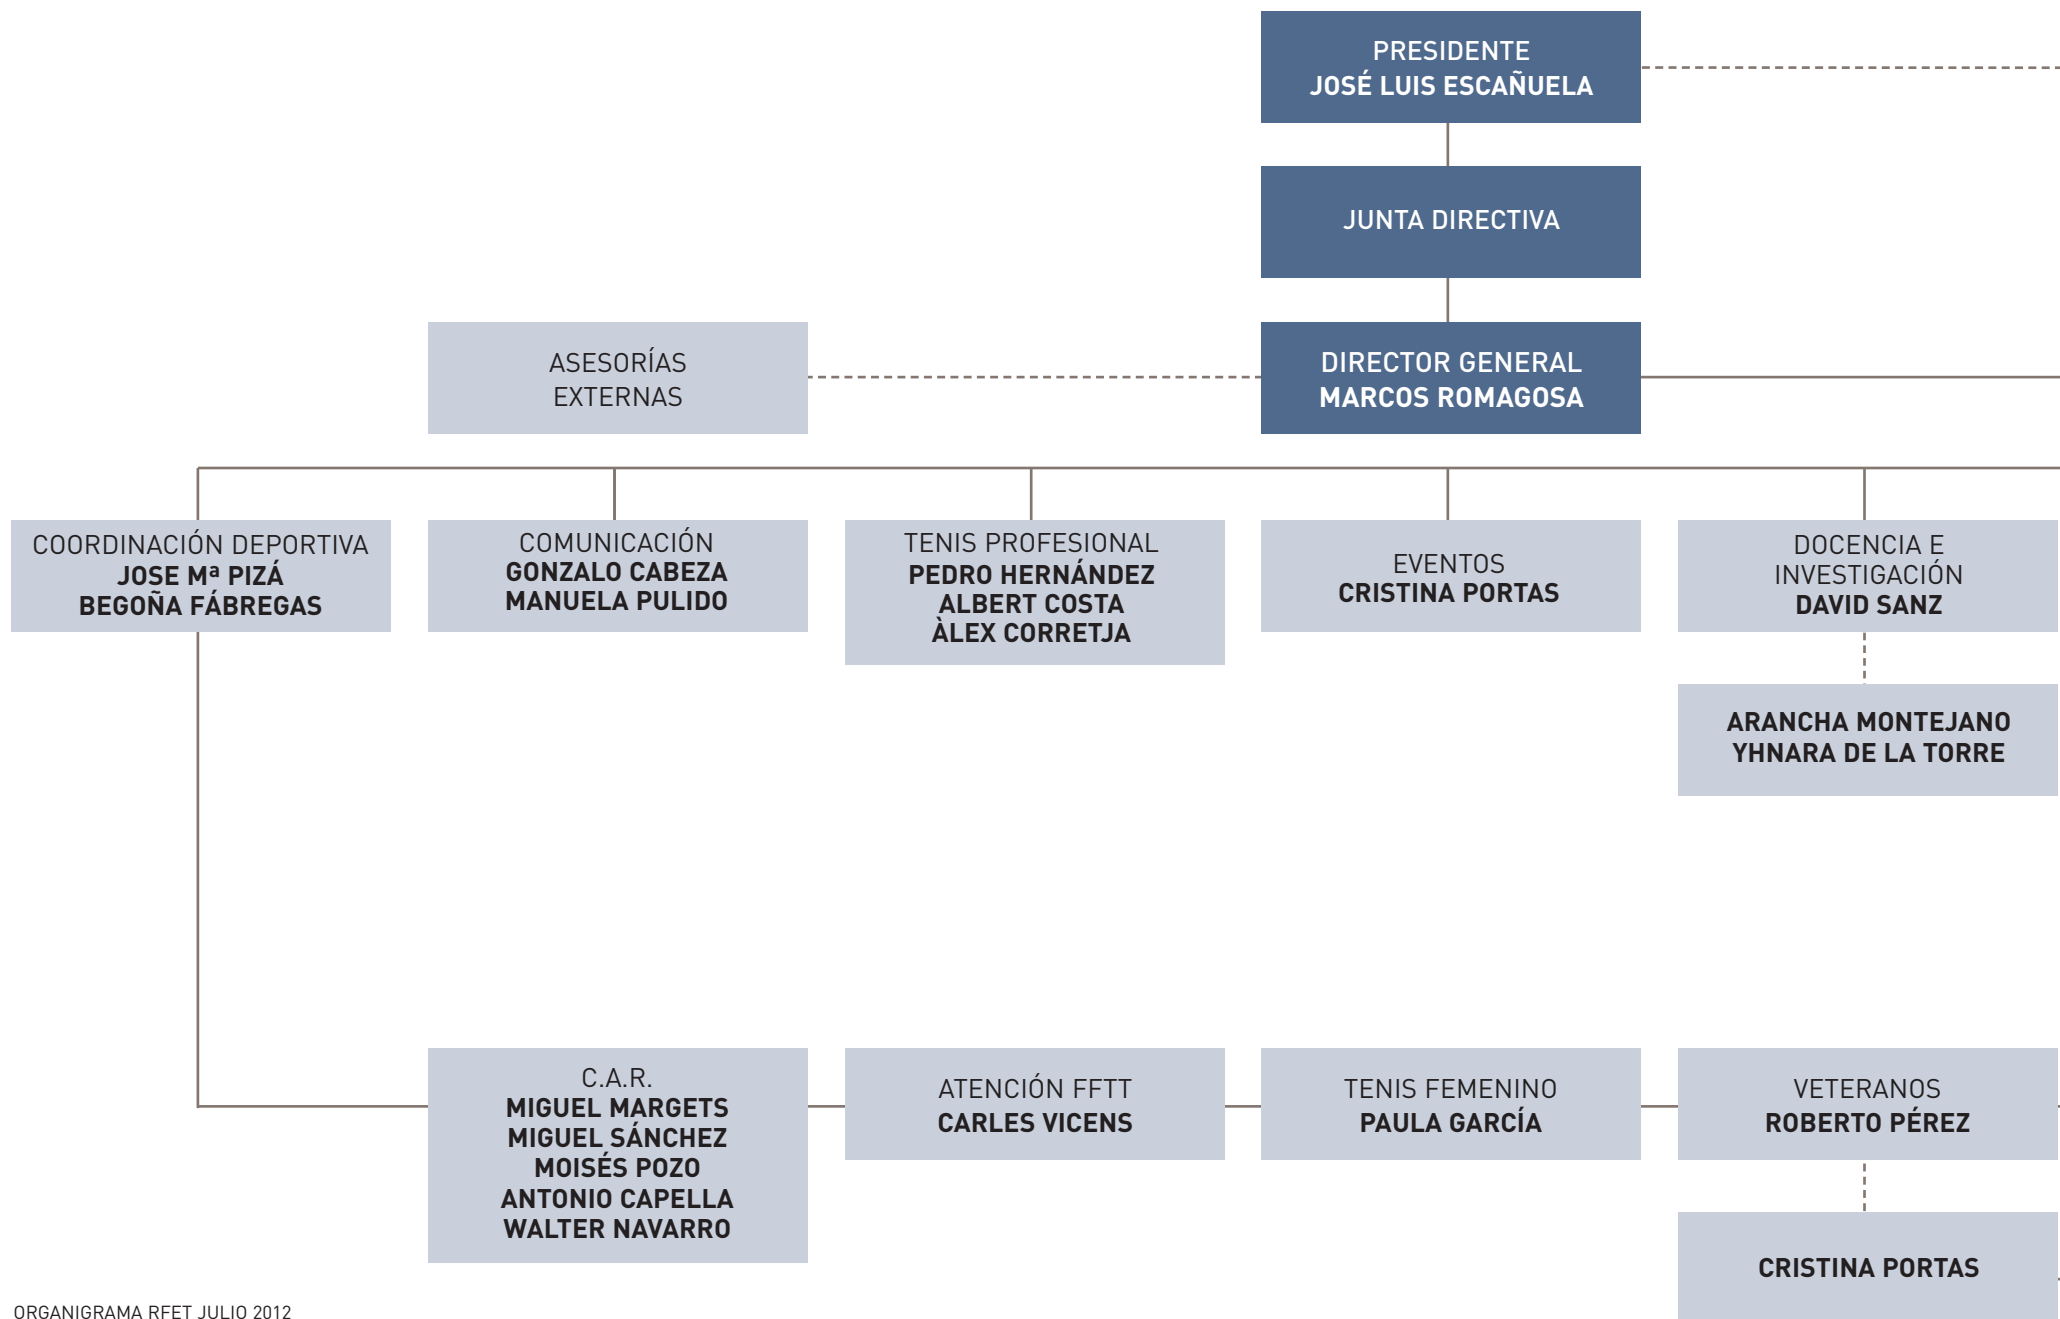 PRESIDENTE
JOSÉ LUIS ESCAÑUELA
JUNTA DIRECTIVA
ASESORÍAS
EXTERNAS
DIRECTOR GENERAL
MARCOS ROMAGOSA
COORDINACIÓN DEPORTIVA
JOSE Mª PIZÁ
BEGOÑA FÁBREGAS
COMUNICACIÓN
GONZALO CABEZA
MANUELA PULIDO
TENIS PROFESIONAL
PEDRO HERNÁNDEZ
ALBERT COSTA
ÀLEX CORRETJA
EVENTOS
CRISTINA PORTAS
DOCENCIA E
INVESTIGACIÓN
DAVID SANZ
ARANCHA MONTEJANO
YHNARA DE LA TORRE
C.A.R.
MIGUEL MARGETS
MIGUEL SÁNCHEZ
MOISÉS POZO
ANTONIO CAPELLA
WALTER NAVARRO
ATENCIÓN FFTT
CARLES VICENS
TENIS FEMENINO
PAULA GARCÍA
VETERANOS
ROBERTO PÉREZ
CRISTINA PORTAS
ORGANIGRAMA RFET JULIO 2012